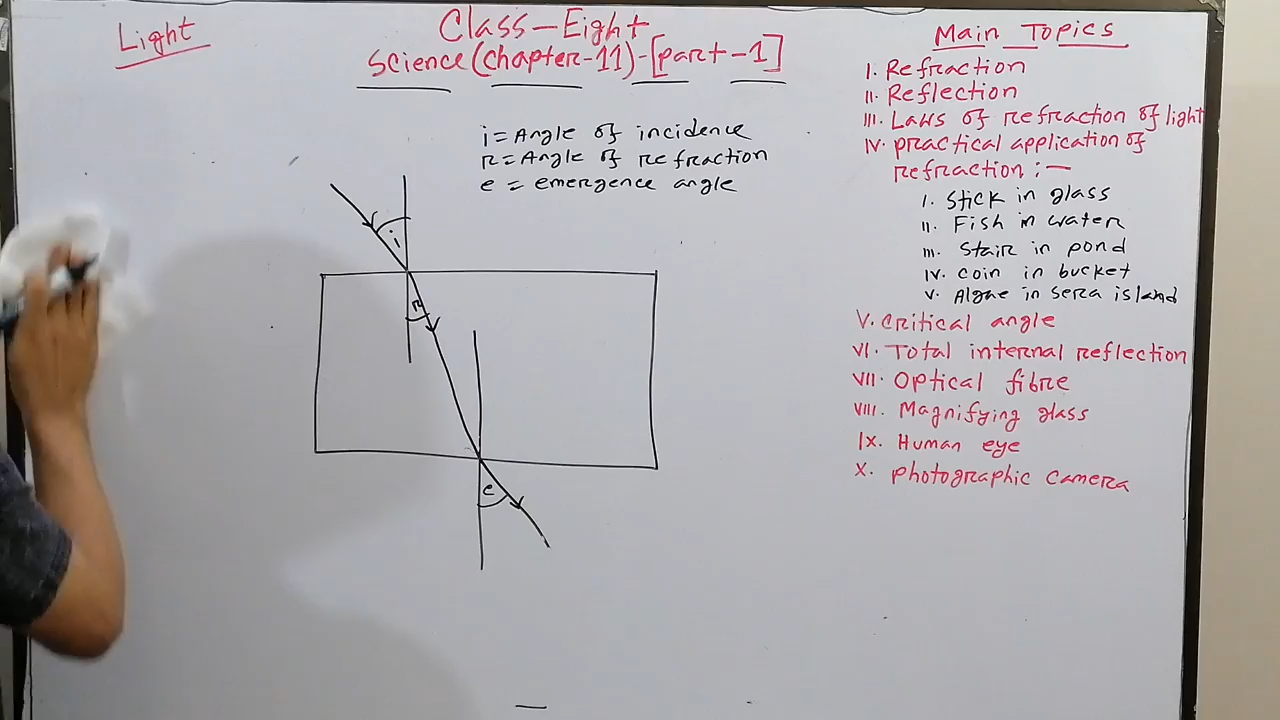 Light
Class-Eight
Science(chapter-11)-[part-1]
i=Angle of incidence
r=Angle of refraction
e = emergence angle
i
r
e
Main Topics
I. Refraction
II. Reflection
III. Laws of refraction of light
IV. practical application of
refraction :-
I. Stick in glass
II. Fish in water
III. Stair in pond
IV. coin in bucket
V. Algae in sera island
V. Critical angle
VI. Total internal reflection
VII. Optical fibre
VIII. Magnifying glass
IX. Human eye
X. photographic camera